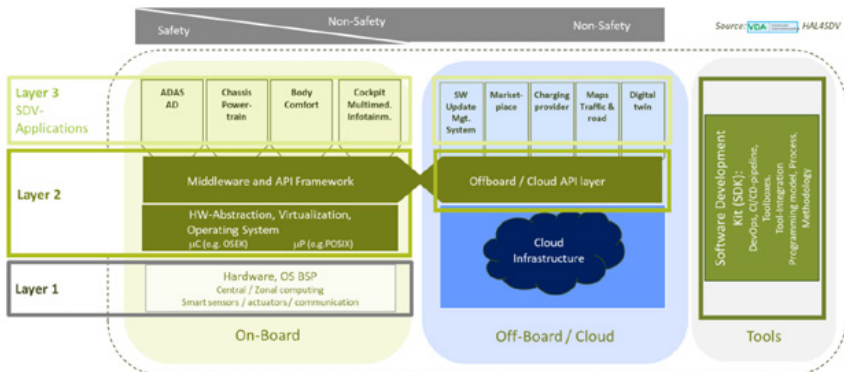 Non-Safety
Safety
Non-Safety
Source: VDA, HAL4SDV
Layer 3
SDV-
Applications
ADAS
AD
Chassis
Power-
train
Body
Comfort
Cockpit
Multimed.
Infotainm.
SW
Update
Mgt.
System
Market-
place
Charging
provider
Maps
Traffic &
road
Digital
twin
Layer 2
Middleware and API Framework
Offboard / Cloud API layer
HW-Abstraction, Virtualization,
Operating System
µC (e.g. OSEK) µP (e.g.POSIX)
Cloud
Infrastructure
Layer 1
Hardware, OS BSP
Central / Zonal computing
Smart sensors / actuators/ communication
On-Board
Off-Board / Cloud
Software Development
Kit (SDK):
DevOps, CI/CD-pipeline,
Toolboxes.
Tool-Integration
Programming model, Process,
Methodology
Tools